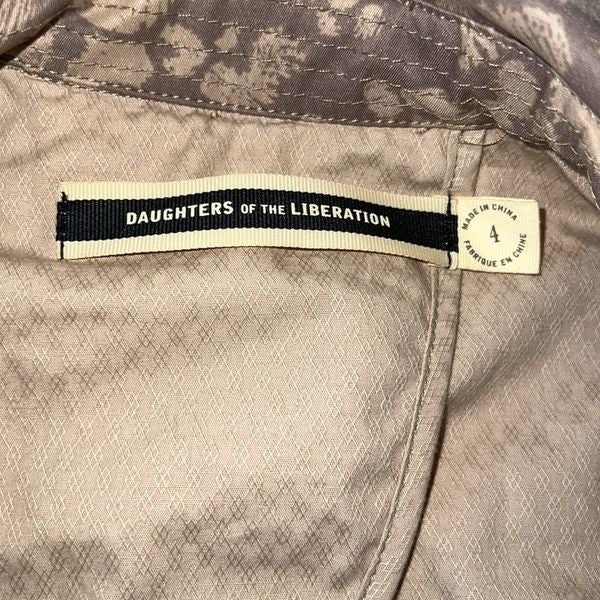 DAUGHTERS OF THE LIBERATION
MADE IN CHINA
4
FABRIQUE EN CHINE